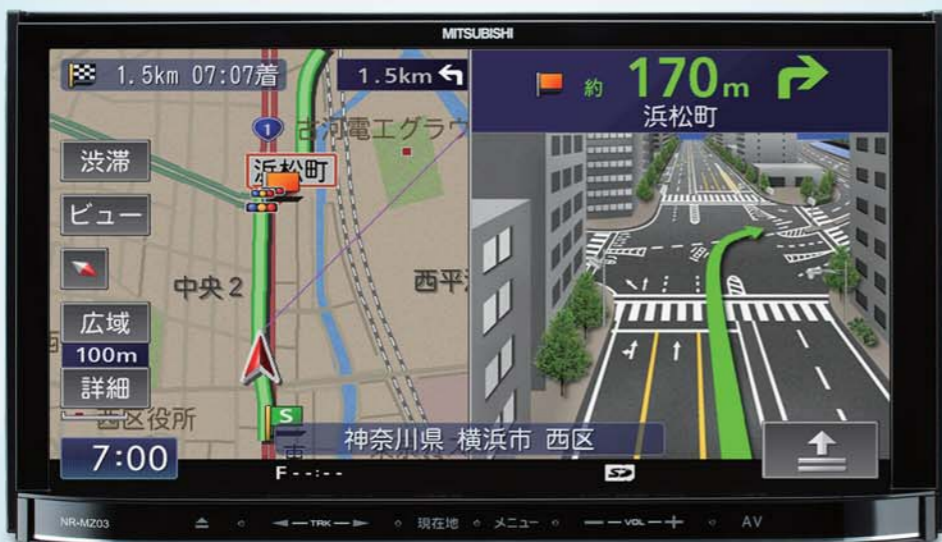 MITSUBISHI
1.5km 07:07着
1.5km
約 170m
浜松町
1
古河電工グラウ
浜松町
渋滞
ビュー
中央2
西平沼
広域
100m
詳細
西区役所
S
神奈川県 横浜市 西区
7:00
F--:--
SD
NR-MZ03
TRK
現在地
メニュー
VOL
AV